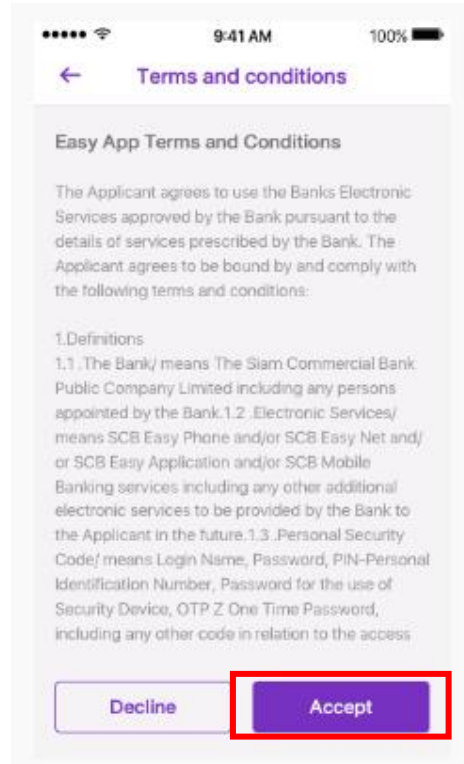 9:41 AM
100%
Terms and conditions
Easy App Terms and Conditions
The Applicant agrees to use the Banks Electronic
Services approved by the Bank pursuant to the
details of services prescribed by the Bank. The
Applicant agrees to be bound by and comply with
the following terms and conditions:
1.Definitions
1.1 .The Bank/ means The Siam Commercial Bank
Public Company Limited including any persons
appointed by the Bank.1.2 .Electronic Services/
means SCB Easy Phone and/or SCB Easy Net and/
or SCB Easy Application and/or SCB Mobile
Banking services including any other additional
electronic services to be provided by the Bank to
the Applicant in the future.1.3 .Personal Security
Code/ means Login Name, Password, PIN-Personal
Identification Number, Password for the use of
Security Device, OTP Z One Time Password,
including any other code in relation to the access
Decline
Accept